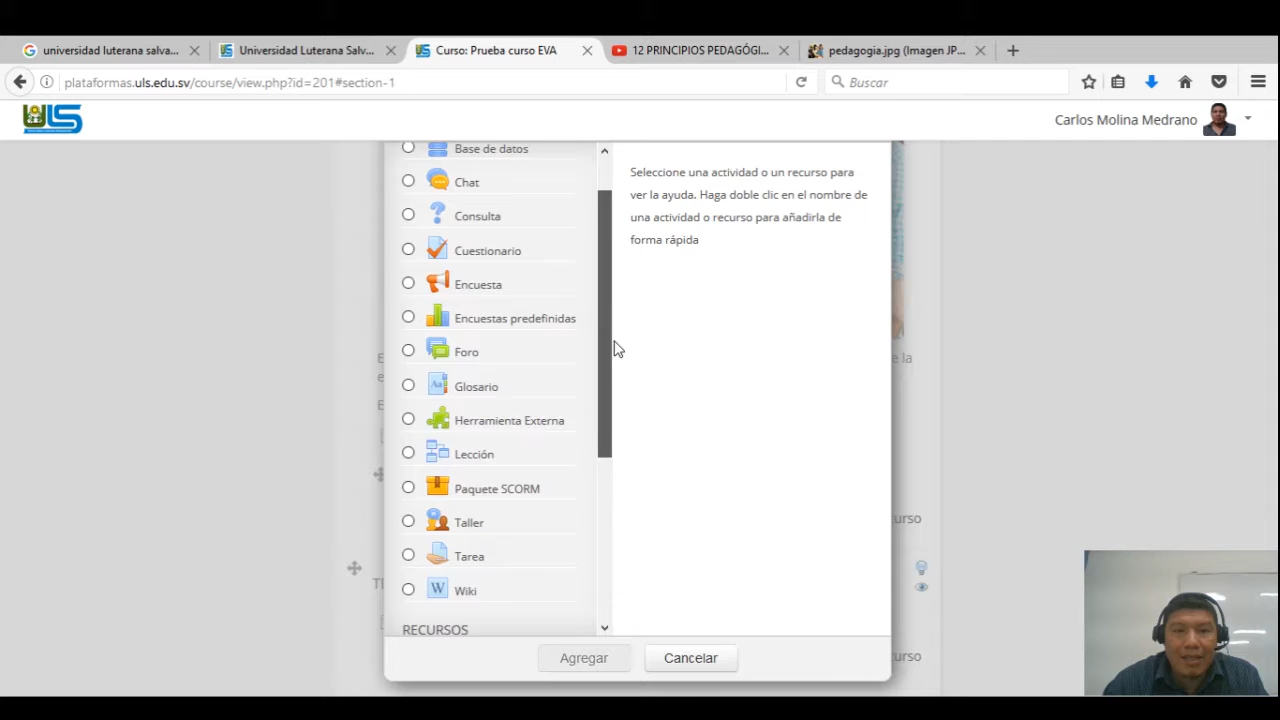 universidad luterana salva...
Universidad Luterana Salv...
Curso: Prueba curso EVA
12 PRINCIPIOS PEDAGÓGI...
pedagogia.jpg (Imagen JP...
plataformas.uls.edu.sv/course/view.php?id=201#section-1
Buscar
ULS
Carlos Molina Medrano
Base de datos
Chat
Consulta
Cuestionario
Encuesta
Encuestas predefinidas
Foro
Glosario
Herramienta Externa
Lección
Paquete SCORM
Taller
Tarea
Wiki
RECURSOS
Seleccione una actividad o un recurso para
ver la ayuda. Haga doble clic en el nombre de
una actividad o recurso para añadirla de
forma rápida
Agregar
Cancelar
la
urso
urso